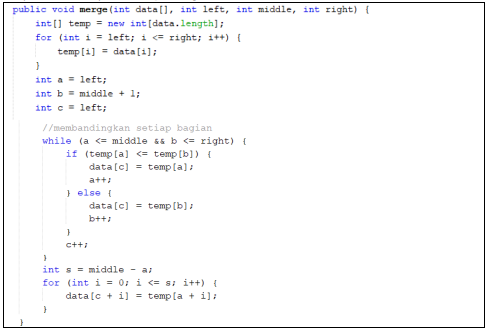 public void merge(int data[], int left, int middle, int right) {
int[] temp = new int[data.length];
for (int i = left; i <= right; i++) {
temp[i] = data[i];
}
int a = left;
int b = middle + 1;
int c = left;
//membandingkan setiap bagian
while (a <= middle && b <= right) {
if (temp[a] <= temp[b]) {
data[c] = temp[a];
a++;
} else {
data[c] = temp[b];
b++;
}
c++;
}
int s = middle - a;
for (int i = 0; i <= s; i++) {
data[c + i] = temp[a + i];
}
}